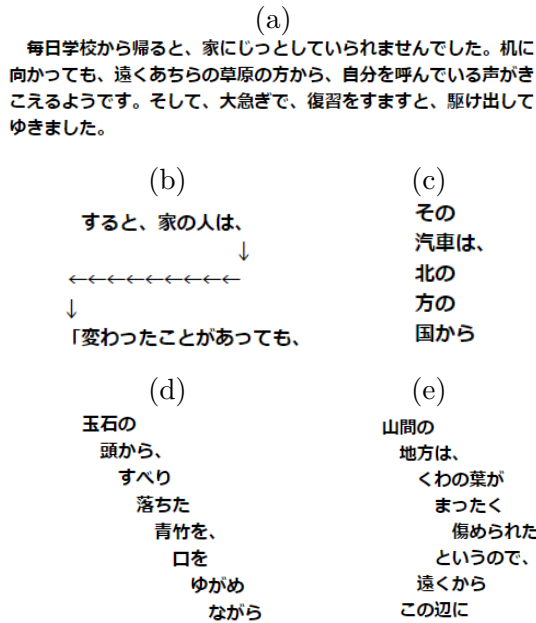 (a)
毎日学校から帰ると、家にじっとしていられませんでした。机に
向かっても、遠くあちらの草原の方から、自分を呼んでいる声がき
こえるようです。そして、大急ぎで、復習をすますと、駆け出して
ゆきました。
(b)
すると、家の人は、
↓
←←←←←←←←←
↓
「変わったことがあっても、
(c)
その
汽車は、
北の
方の
国から
(d)
玉石の
頭から、
すべり
落ちた
青竹を、
口を
ゆがめ
ながら
(e)
山間の
地方は、
くわの葉が
まったく
傷められた
というので、
遠くから
この辺に